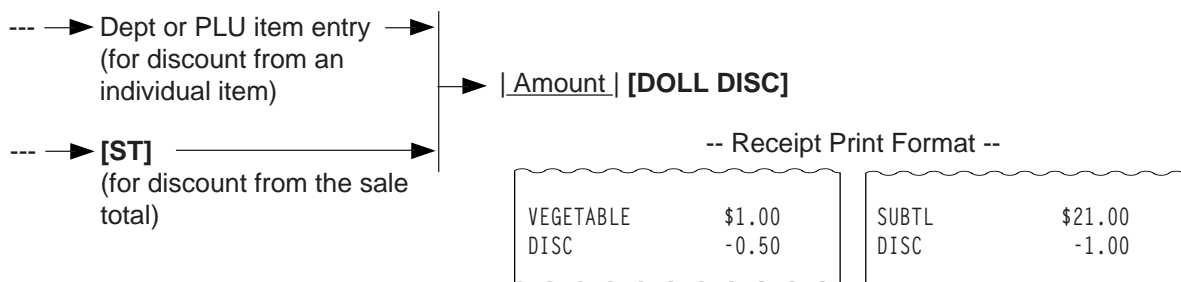 --- Dept or PLU item entry
(for discount from an
individual item)
| Amount | [DOLL DISC]
--- [ST]
(for discount from the sale
total)
-- Receipt Print Format --
VEGETABLE $1.00
DISC -0.50
SUBTL $21.00
DISC -1.00